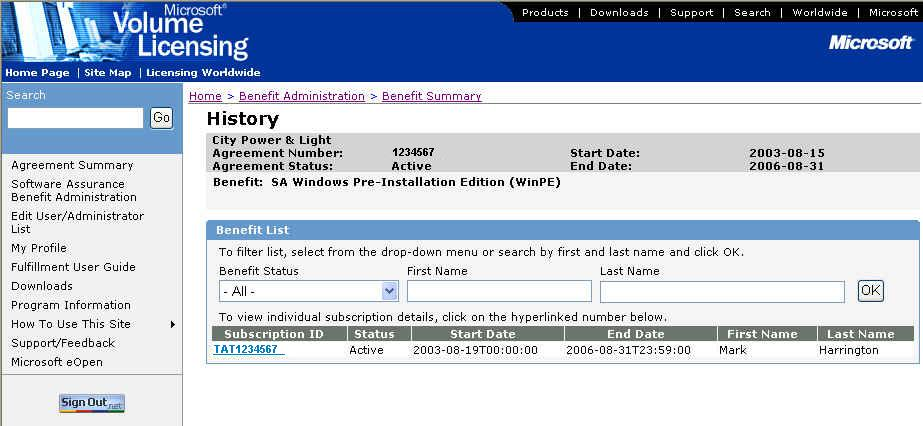 Microsoft®
Volume
Licensing
Products | Downloads | Support | Search | Worldwide | Microsoft
Microsoft
Home Page | Site Map | Licensing Worldwide
Search
Go
Agreement Summary
Software Assurance
Benefit Administration
Edit User/Administrator
List
My Profile
Fulfillment User Guide
Downloads
Program Information
How To Use This Site
Support/Feedback
Microsoft eOpen
Sign Out .net
Home > Benefit Administration > Benefit Summary
History
City Power & Light
Agreement Number: 1234567 Start Date: 2003-08-15
Agreement Status: Active End Date: 2006-08-31
Benefit: SA Windows Pre-Installation Edition (WinPE)
Benefit List
To filter list, select from the drop-down menu or search by first and last name and click OK.
Benefit Status First Name Last Name
- All - OK
To view individual subscription details, click on the hyperlinked number below.
Subscription ID Status Start Date End Date First Name Last Name
TAT1234567 Active 2003-08-19T00:00:00 2006-08-31T23:59:00 Mark Harrington